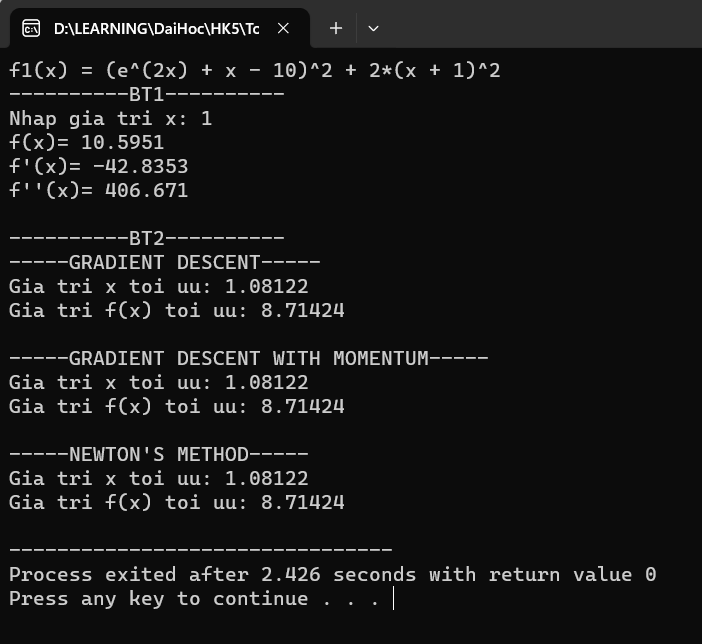 D:\LEARNING\DaiHoc\HK5\Tc
f1(x) = (e^(2x) + x - 10)^2 + 2*(x + 1)^2
----------BT1----------
Nhap gia tri x: 1
f(x)= 10.5951
f'(x)= -42.8353
f''(x)= 406.671
----------BT2----------
-----GRADIENT DESCENT-----
Gia tri x toi uu: 1.08122
Gia tri f(x) toi uu: 8.71424
-----GRADIENT DESCENT WITH MOMENTUM-----
Gia tri x toi uu: 1.08122
Gia tri f(x) toi uu: 8.71424
-----NEWTON'S METHOD-----
Gia tri x toi uu: 1.08122
Gia tri f(x) toi uu: 8.71424
--------------------------------
Process exited after 2.426 seconds with return value 0
Press any key to continue . . .